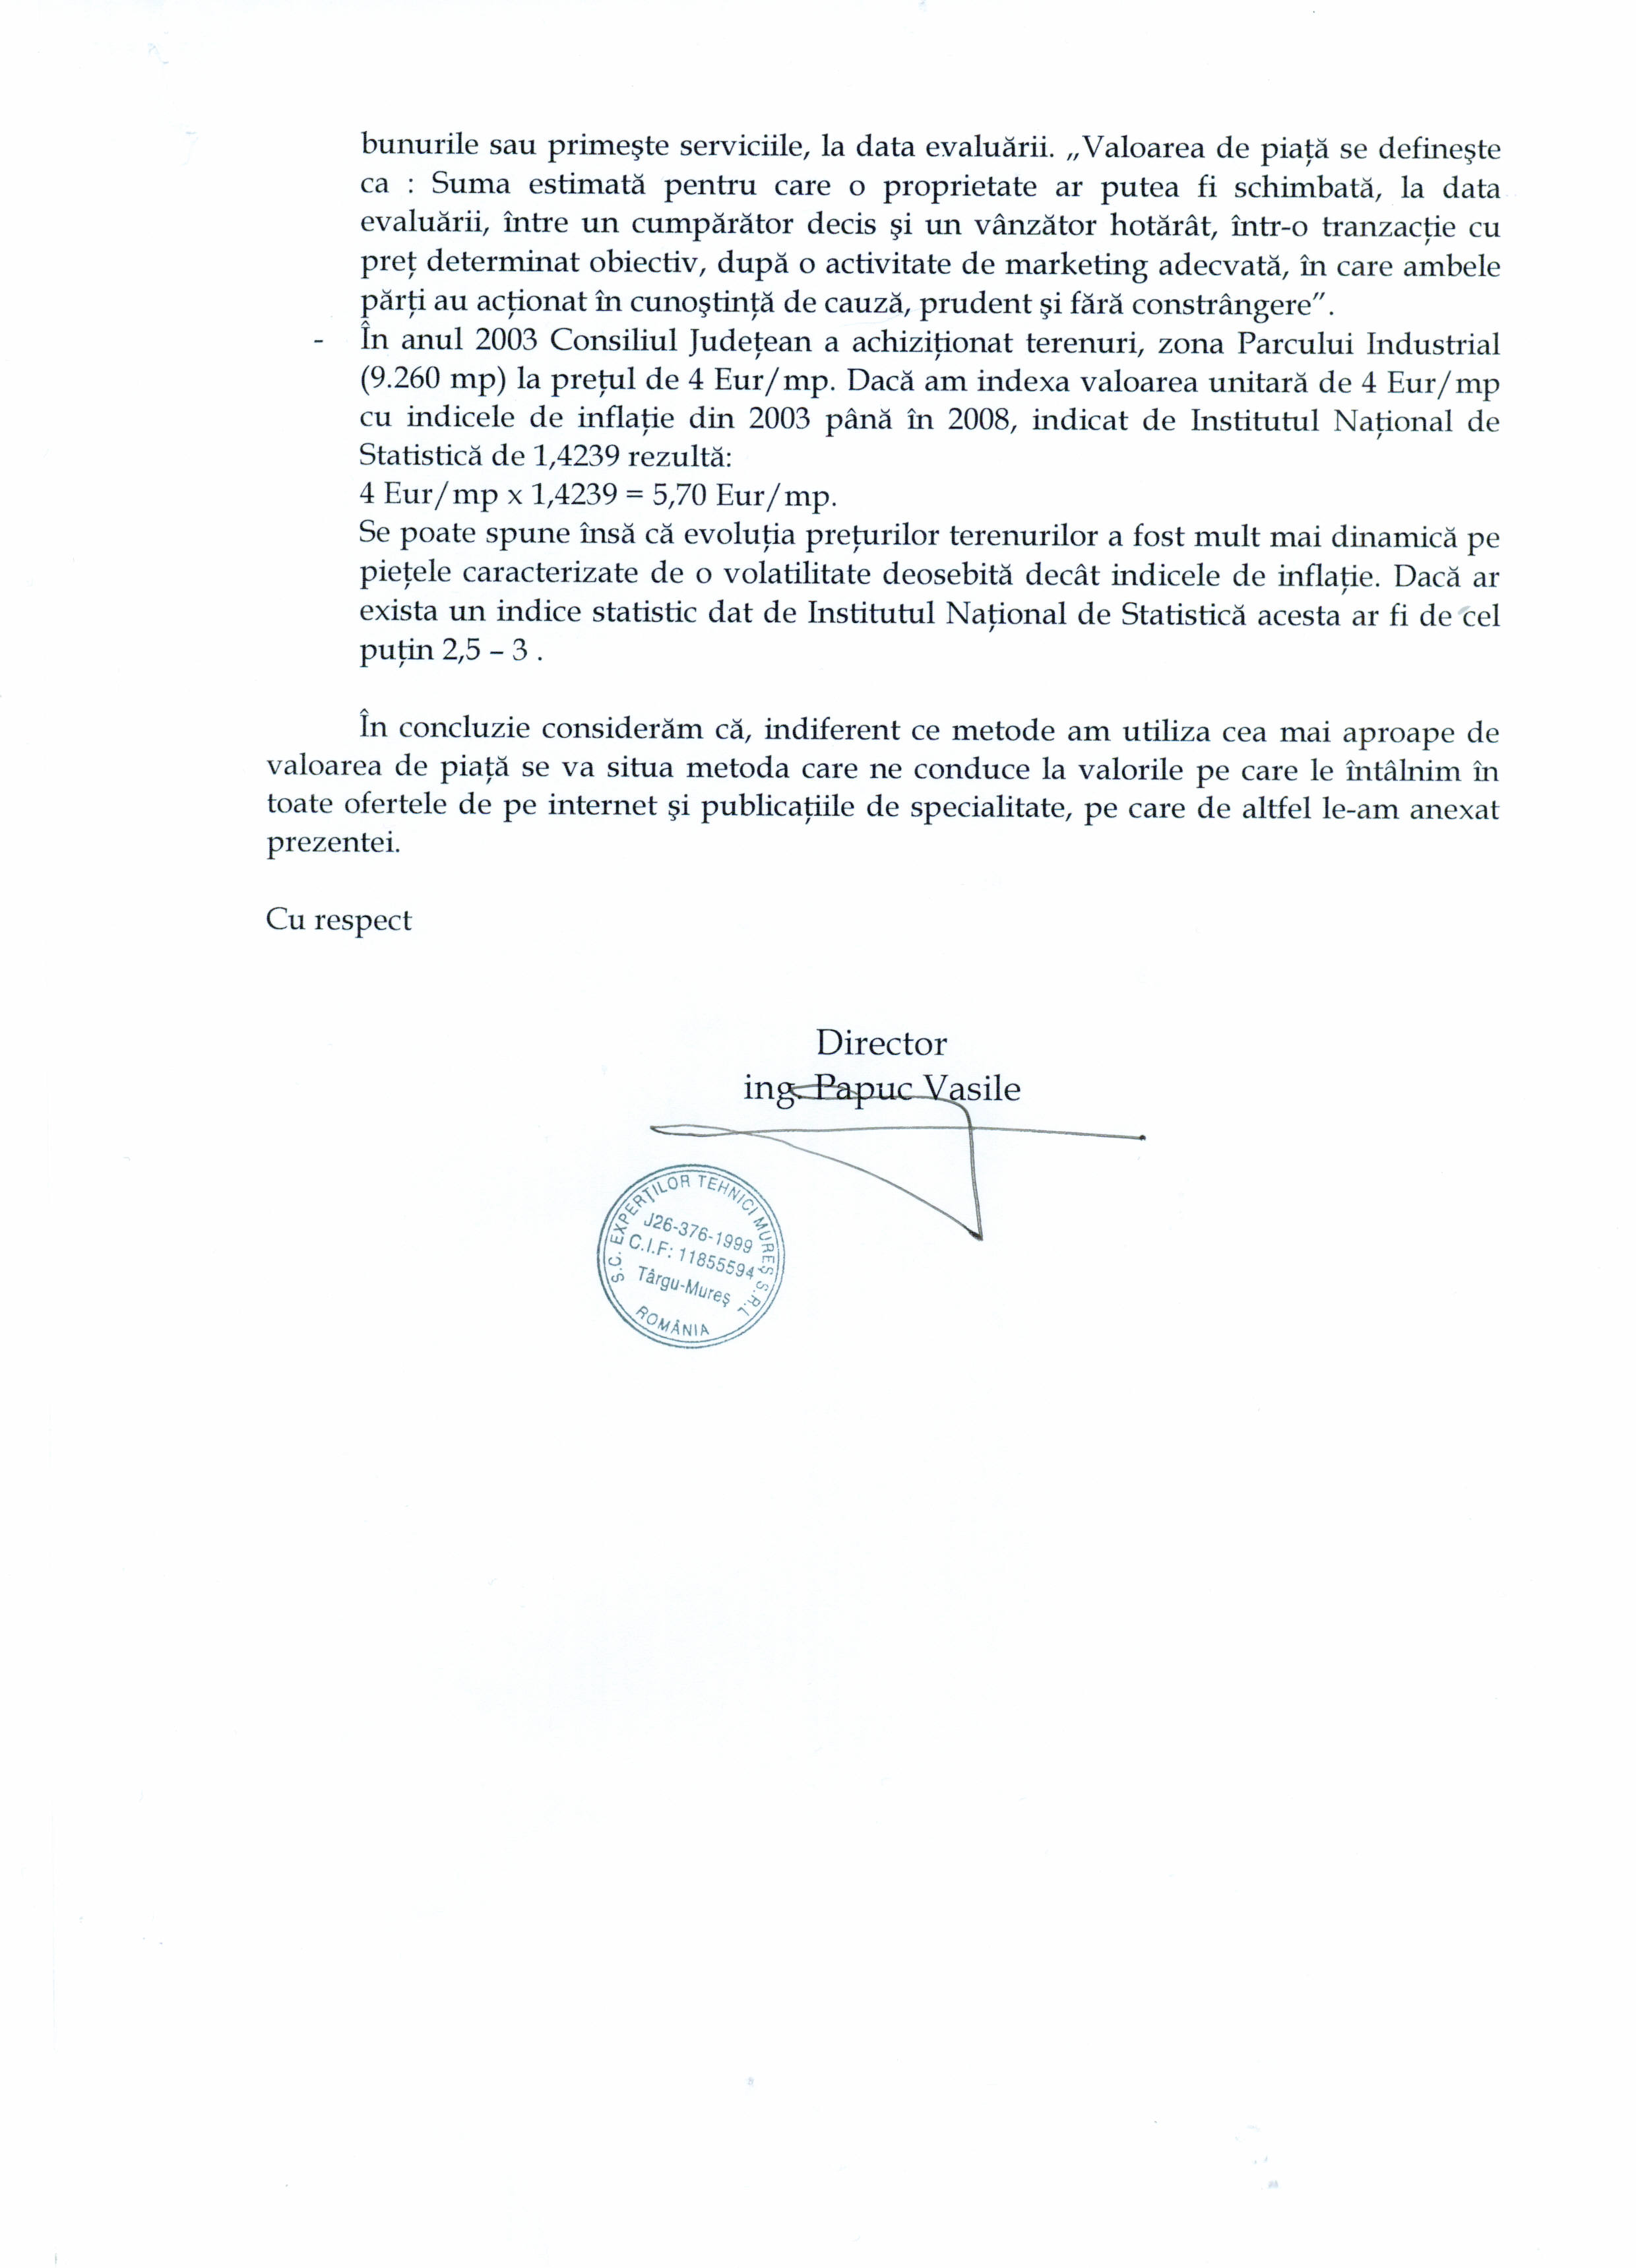 bunurile sau primeşte serviciile, la data evaluării. „Valoarea de piaţă se defineşte
ca : Suma estimată pentru care o proprietate ar putea fi schimbată, la data
evaluării, între un cumpărător decis şi un vânzător hotărât, într-o tranzacţie cu
preţ determinat obiectiv, după o activitate de marketing adecvată, în care ambele
părţi au acţionat în cunoştinţă de cauză, prudent şi fără constrângere”.
- În anul 2003 Consiliul Judeţean a achiziţionat terenuri, zona Parcului Industrial
(9.260 mp) la preţul de 4 Eur/mp. Dacă am indexa valoarea unitară de 4 Eur/mp
cu indicele de inflaţie din 2003 până în 2008, indicat de Institutul Naţional de
Statistică de 1,4239 rezultă:
4 Eur/mp x 1,4239 = 5,70 Eur/mp.
Se poate spune însă că evoluţia preţurilor terenurilor a fost mult mai dinamică pe
pieţele caracterizate de o volatilitate deosebită decât indicele de inflaţie. Dacă ar
exista un indice statistic dat de Institutul Naţional de Statistică acesta ar fi de cel
puţin 2,5 – 3 .
În concluzie considerăm că, indiferent ce metode am utiliza cea mai aproape de
valoarea de piaţă se va situa metoda care ne conduce la valorile pe care le întâlnim în
toate ofertele de pe internet şi publicaţiile de specialitate, pe care de altfel le-am anexat
prezentei.
Cu respect
Director
ing. Papuc Vasile
S.C. EXPERŢILOR TEHNICI MUREŞ S.R.L
J26-376-1999
C.I.F: 11855594
Târgu-Mureş
ROMÂNIA